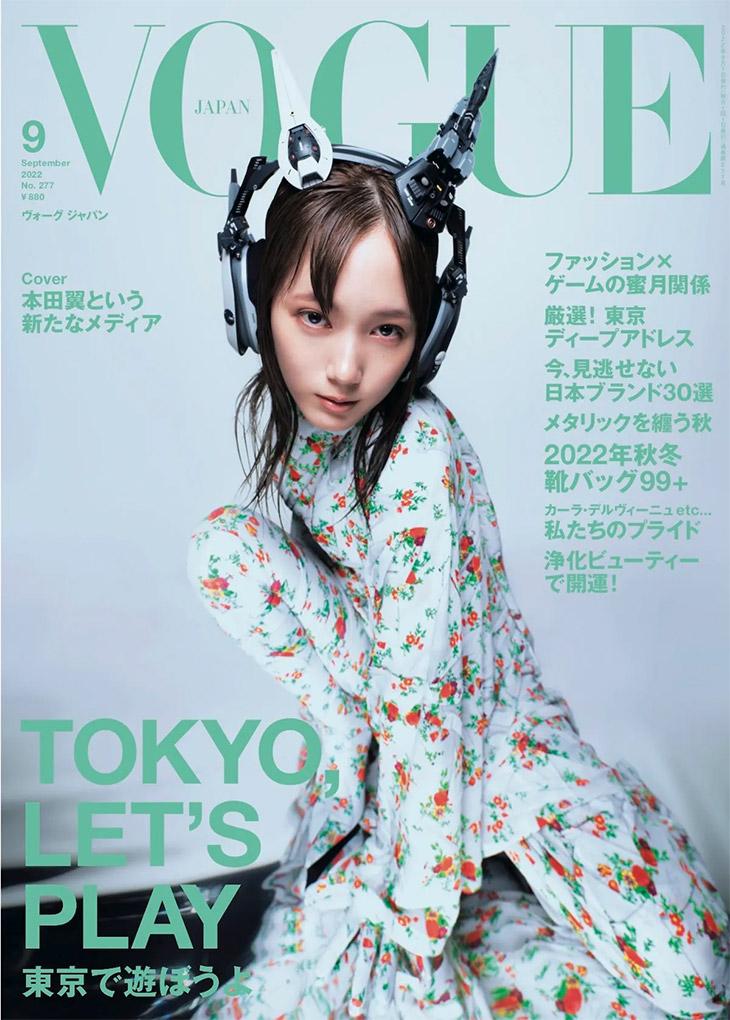 VOGUE
JAPAN
9
September
2022
No. 277
¥880
ヴォーグ ジャパン
Cover
本田翼という
新たなメディア
ファッション×
ゲームの蜜月関係
厳選! 東京
ディープアドレス
今、見逃せない
日本ブランド30選
メタリックを纏う秋
2022年秋冬
靴バッグ99+
カーラ・デルヴィーニュ etc...
私たちのプライド
浄化ビューティー
で開運!
TOKYO,
LET'S
PLAY
東京で遊ぼうよ